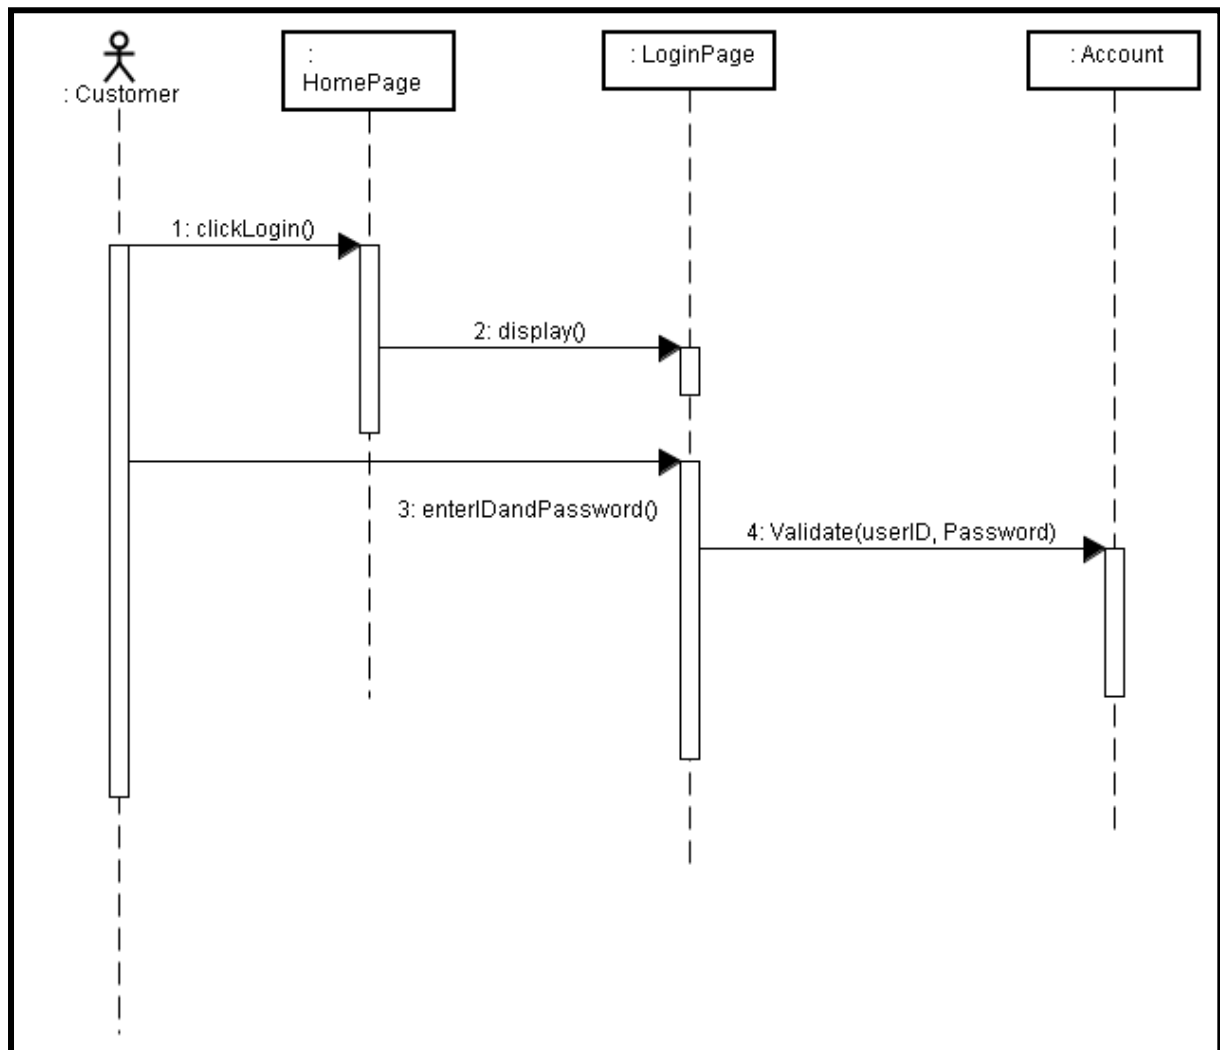 : Customer
:
HomePage
: LoginPage
: Account
1: clickLogin()
2: display()
3: enterIDandPassword()
4: Validate(userID, Password)